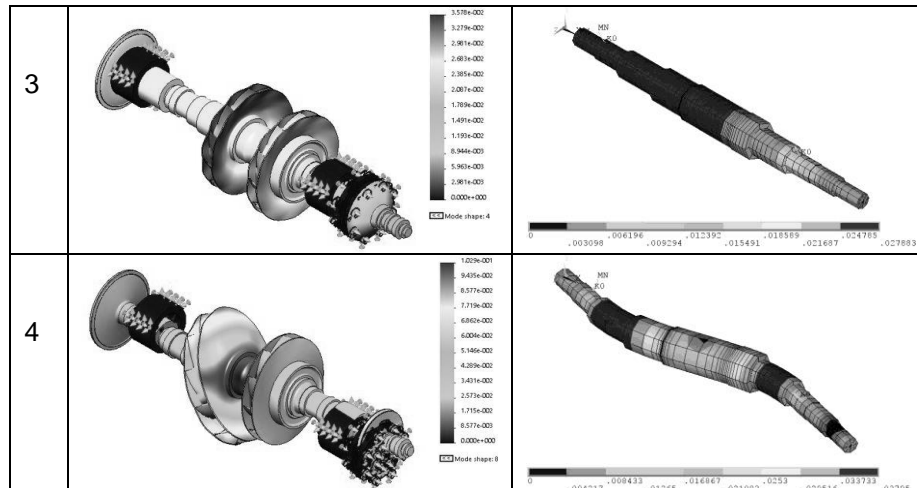 3
3.578e-002
3.279e-002
2.981e-002
2.683e-002
2.385e-002
2.087e-002
1.789e-002
1.491e-002
1.193e-002
8.944e-003
5.963e-003
2.981e-003
0.000e+000
Mode shape: 4
MN
0
.003098
.006196
.009294
.012392
.015491
.018589
.021687
.024785
.027883
4
1.029e-001
9.435e-002
8.577e-002
7.719e-002
6.862e-002
6.004e-002
5.146e-002
4.289e-002
3.431e-002
2.573e-002
1.715e-002
8.577e-003
0.000e+000
Mode shape: 8
MN
0
.008433
.016867
.0253
.033733